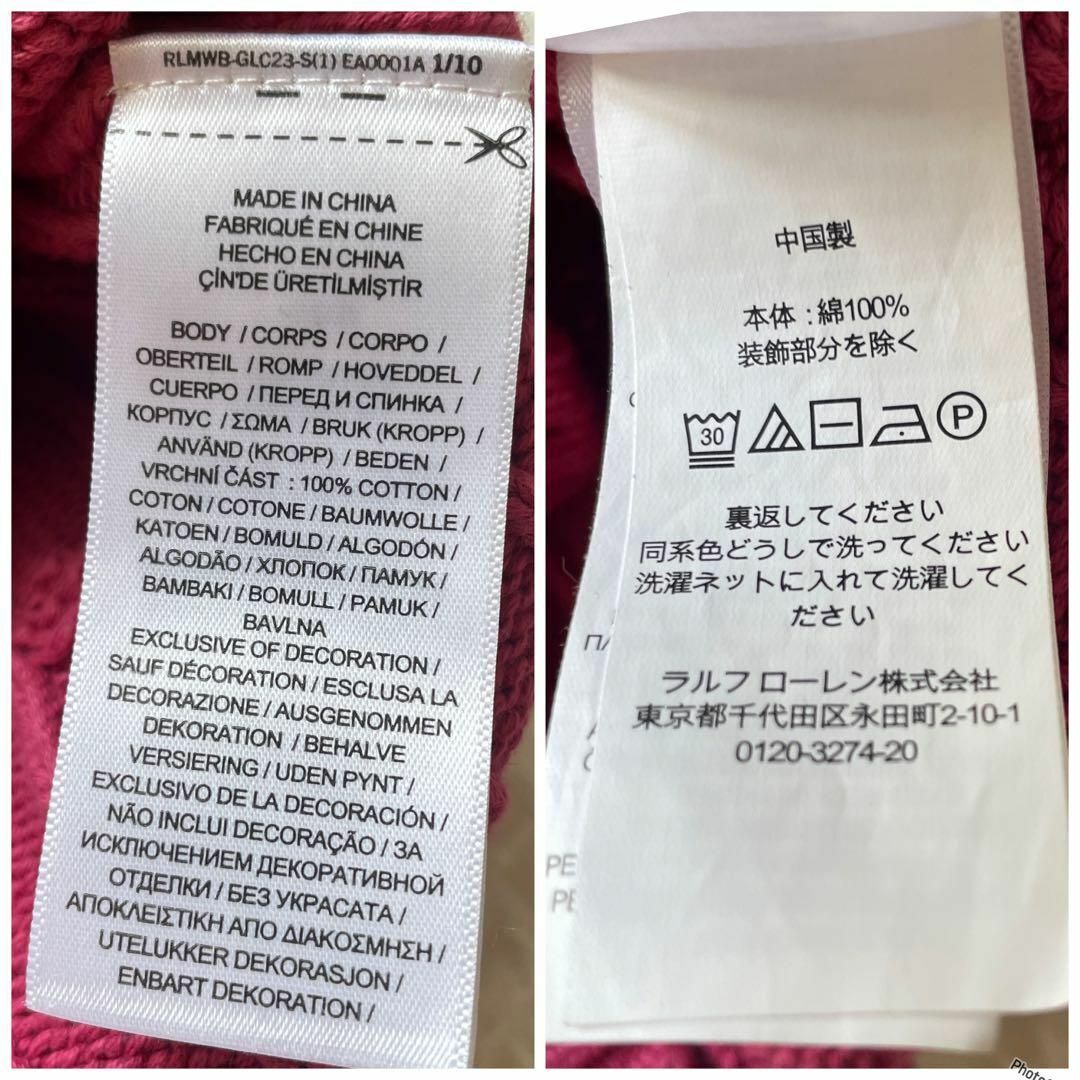 RLMWB-GLC23-S(1) EA0001A 1/10
MADE IN CHINA
FABRIQUÉ EN CHINE
HECHO EN CHINA
ÇİN'DE ÜRETİLMİŞTİR
BODY / CORPS / CORPO /
OBERTEIL / ROMP / HOVEDDEL /
CUERPO / ПЕРЕД И СПИНКА /
КОРПУС / ΣΩΜΑ / BRUK (KROPP) /
ANVÄND (KROPP) / BEDEN /
VRCHNÍ ČÁST : 100% COTTON /
COTON / COTONE / BAUMWOLLE /
KATOEN / BOMULD / ALGODÓN /
ALGODÃO / ХЛОПОК / ПАМУК /
ΒΑΜΒΑΚΙ / BOMULL / PAMUK /
BAVLNA
EXCLUSIVE OF DECORATION /
SAUF DÉCORATION / ESCLUSA LA
DECORAZIONE / AUSGENOMMEN
DEKORATION / BEHALVE
VERSIERING / UDEN PYNT /
EXCLUSIVO DE LA DECORACIÓN /
NÃO INCLUI DECORAÇÃO / ЗА
ИСКЛЮЧЕНИЕМ ДЕКОРАТИВНОЙ
ОТДЕЛКИ / БЕЗ УКРАСАТА /
ΑΠΟΚΛΕΙΣΤΙΚΗ ΑΠΟ ΔΙΑΚΟΣΜΗΣΗ /
UTELUKKER DEKORASJON /
ENBART DEKORATION /
中国製
本体 : 綿100%
装飾部分を除く
30 P
裏返してください
同系色どうしで洗ってください
洗濯ネットに入れて洗濯してく
ださい
ラルフ ローレン株式会社
東京都千代田区永田町2-10-1
0120-3274-20
PE
PE